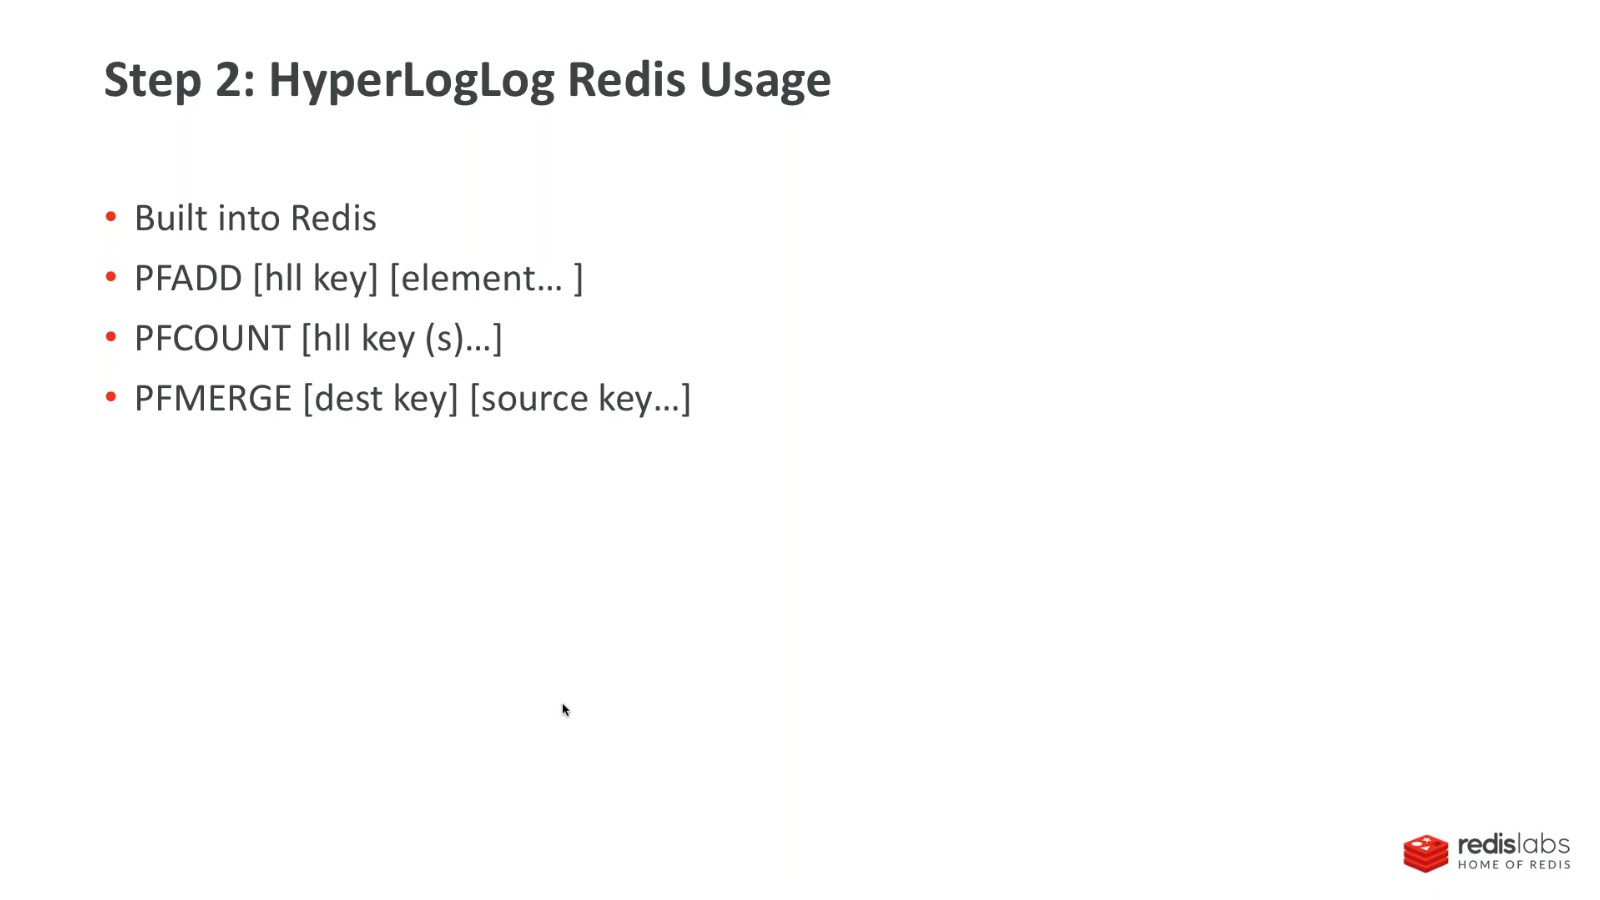 Step 2: HyperLogLog Redis Usage
• Built into Redis
• PFADD [hll key] [element... ]
• PFCOUNT [hll key (s)...]
• PFMERGE [dest key] [source key...]
redislabs
HOME OF REDIS